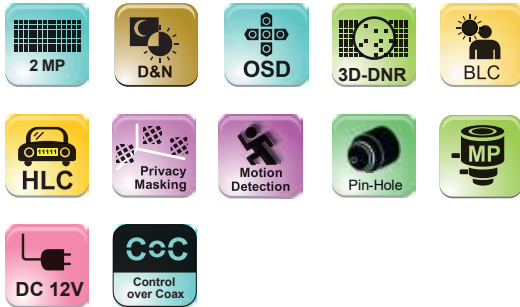 2 MP
D&N
OSD
3D-DNR
BLC
HLC
Privacy
Masking
Motion
Detection
Pin-Hole
MP
DC 12V
CoC
Control
over Coax